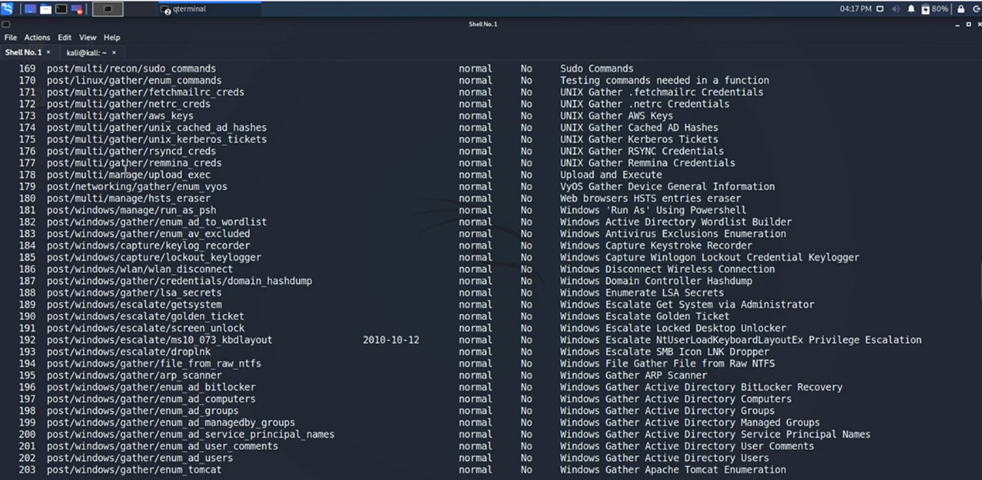 qterminal
04:17 PM
80%
Shell No.1
File Actions Edit View Help
Shell No.1 × kali@kali: ~ ×
169 post/multi/recon/sudo_commands normal No Sudo Commands
170 post/linux/gather/enum_commands normal No Testing commands needed in a function
171 post/multi/gather/fetchmailrc_creds normal No UNIX Gather .fetchmailrc Credentials
172 post/multi/gather/netrc_creds normal No UNIX Gather .netrc Credentials
173 post/multi/gather/aws_keys normal No UNIX Gather AWS Keys
174 post/multi/gather/unix_cached_ad_hashes normal No UNIX Gather Cached AD Hashes
175 post/multi/gather/unix_kerberos_tickets normal No UNIX Gather Kerberos Tickets
176 post/multi/gather/rsyncd_creds normal No UNIX Gather RSYNC Credentials
177 post/multi/gather/remmina_creds normal No UNIX Gather Remmina Credentials
178 post/multi/manage/upload_exec normal No Upload and Execute
179 post/networking/gather/enum_vyos normal No VyOS Gather Device General Information
180 post/multi/manage/hsts_eraser normal No Web browsers HSTS entries eraser
181 post/windows/manage/run_as_psh normal No Windows 'Run As' Using Powershell
182 post/windows/gather/enum_ad_to_wordlist normal No Windows Active Directory Wordlist Builder
183 post/windows/gather/enum_av_excluded normal No Windows Antivirus Exclusions Enumeration
184 post/windows/capture/keylog_recorder normal No Windows Capture Keystroke Recorder
185 post/windows/capture/lockout_keylogger normal No Windows Capture Winlogon Lockout Credential Keylogger
186 post/windows/wlan/wlan_disconnect normal No Windows Disconnect Wireless Connection
187 post/windows/gather/credentials/domain_hashdump normal No Windows Domain Controller Hashdump
188 post/windows/gather/lsa_secrets normal No Windows Enumerate LSA Secrets
189 post/windows/escalate/getsystem normal No Windows Escalate Get System via Administrator
190 post/windows/escalate/golden_ticket normal No Windows Escalate Golden Ticket
191 post/windows/escalate/screen_unlock normal No Windows Escalate Locked Desktop Unlocker
192 post/windows/escalate/ms10_073_kbdlayout 2010-10-12 normal No Windows Escalate NtUserLoadKeyboardLayoutEx Privilege Escalation
193 post/windows/escalate/droplnk normal No Windows Escalate SMB Icon LNK Dropper
194 post/windows/gather/file_from_raw_ntfs normal No Windows File Gather File from Raw NTFS
195 post/windows/gather/arp_scanner normal No Windows Gather ARP Scanner
196 post/windows/gather/enum_ad_bitlocker normal No Windows Gather Active Directory BitLocker Recovery
197 post/windows/gather/enum_ad_computers normal No Windows Gather Active Directory Computers
198 post/windows/gather/enum_ad_groups normal No Windows Gather Active Directory Groups
199 post/windows/gather/enum_ad_managedby_groups normal No Windows Gather Active Directory Managed Groups
200 post/windows/gather/enum_ad_service_principal_names normal No Windows Gather Active Directory Service Principal Names
201 post/windows/gather/enum_ad_user_comments normal No Windows Gather Active Directory User Comments
202 post/windows/gather/enum_ad_users normal No Windows Gather Active Directory Users
203 post/windows/gather/enum_tomcat normal No Windows Gather Apache Tomcat Enumeration